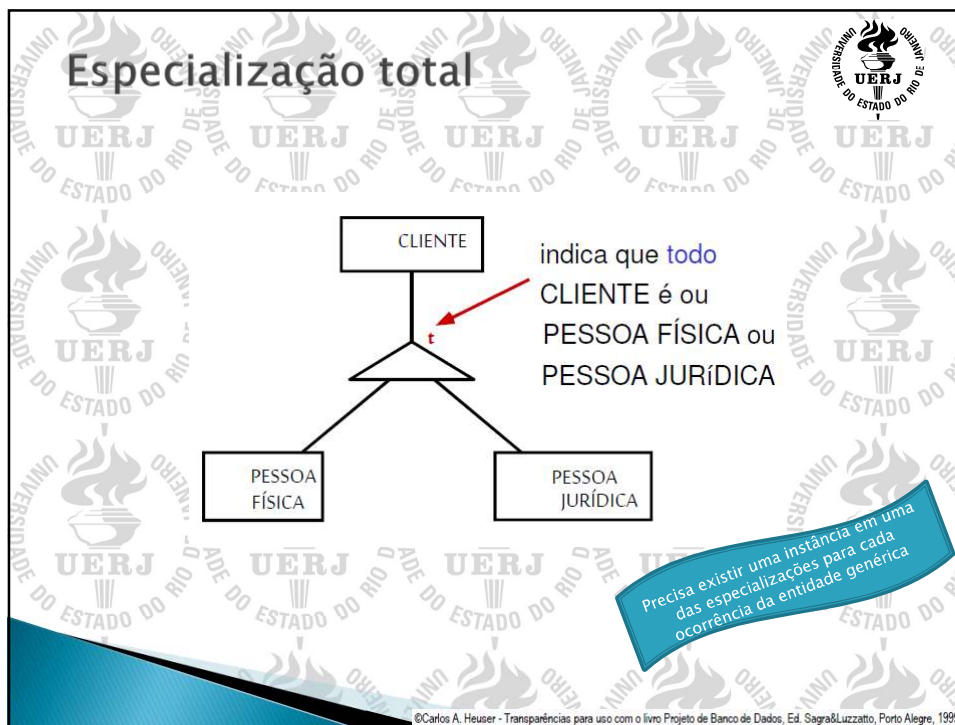 Especialização total
UNIVERSIDADE DO ESTADO DO RIO DE JANEIRO
UERJ
CLIENTE
indica que todo
CLIENTE é ou
PESSOA FÍSICA ou
PESSOA JURíDICA
t
PESSOA
FÍSICA
PESSOA
JURÍDICA
Precisa existir uma instância em uma
das especializações para cada
ocorrência da entidade genérica
©Carlos A. Heuser - Transparências para uso com o livro Projeto de Banco de Dados, Ed. Sagra&Luzzatto, Porto Alegre, 199